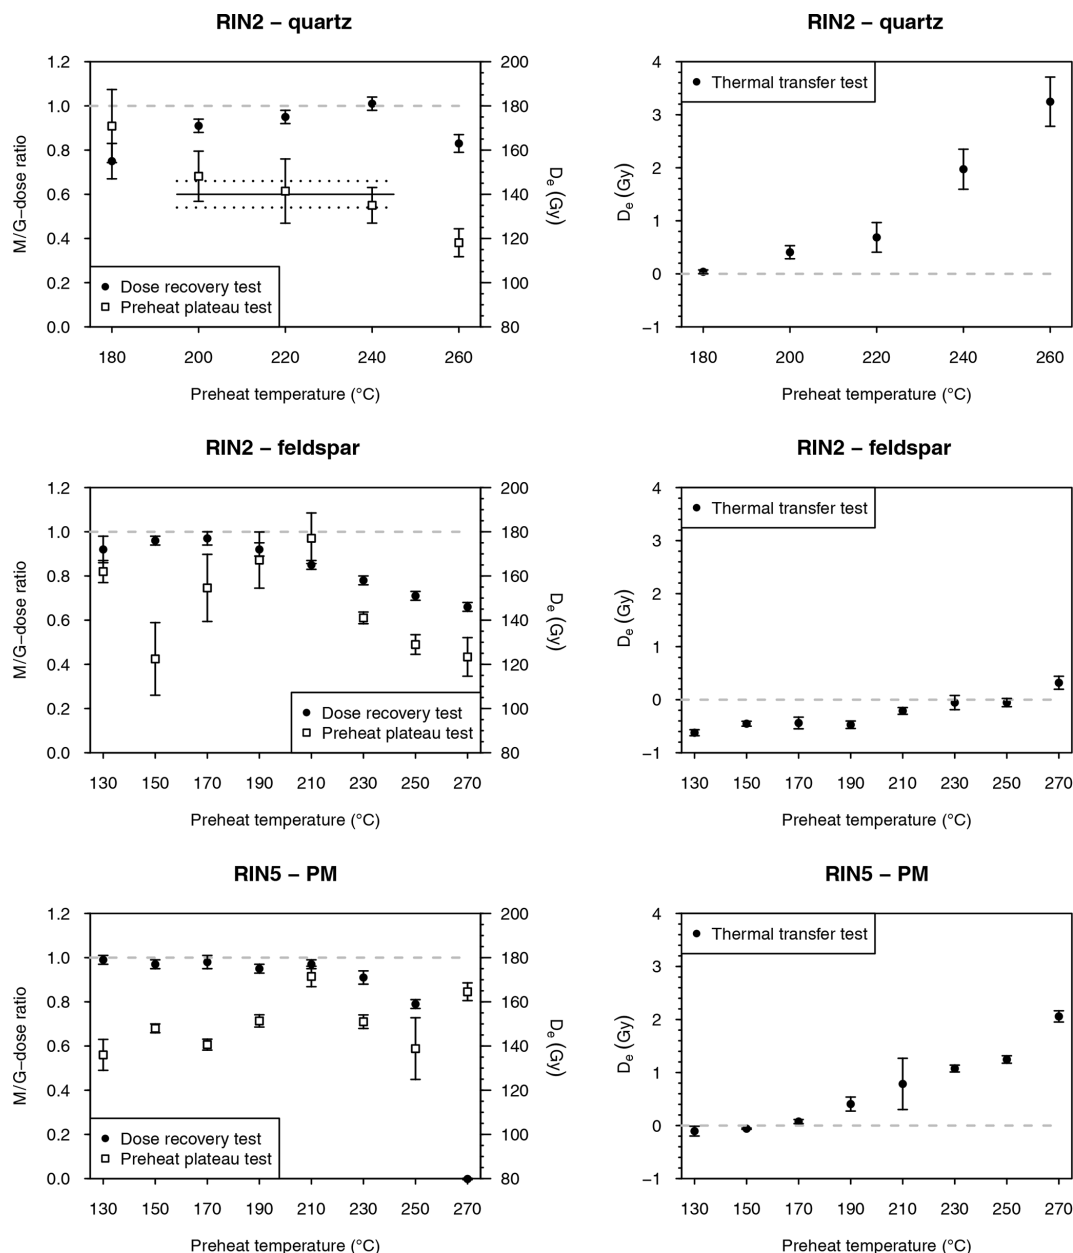 RIN2 – quartz
1.2
1.0
0.8
0.6
0.4
0.2
0.0
M/G−dose ratio
200
180
160
140
120
100
80
De (Gy)
Dose recovery test
Preheat plateau test
180 200 220 240 260
Preheat temperature (°C)
RIN2 – quartz
4
3
2
1
0
−1
De (Gy)
Thermal transfer test
180 200 220 240 260
Preheat temperature (°C)
RIN2 – feldspar
1.2
1.0
0.8
0.6
0.4
0.2
0.0
M/G−dose ratio
200
180
160
140
120
100
80
De (Gy)
Dose recovery test
Preheat plateau test
130 150 170 190 210 230 250 270
Preheat temperature (°C)
RIN2 – feldspar
4
3
2
1
0
−1
De (Gy)
Thermal transfer test
130 150 170 190 210 230 250 270
Preheat temperature (°C)
RIN5 – PM
1.2
1.0
0.8
0.6
0.4
0.2
0.0
M/G−dose ratio
200
180
160
140
120
100
80
De (Gy)
Dose recovery test
Preheat plateau test
130 150 170 190 210 230 250 270
Preheat temperature (°C)
RIN5 – PM
4
3
2
1
0
−1
De (Gy)
Thermal transfer test
130 150 170 190 210 230 250 270
Preheat temperature (°C)